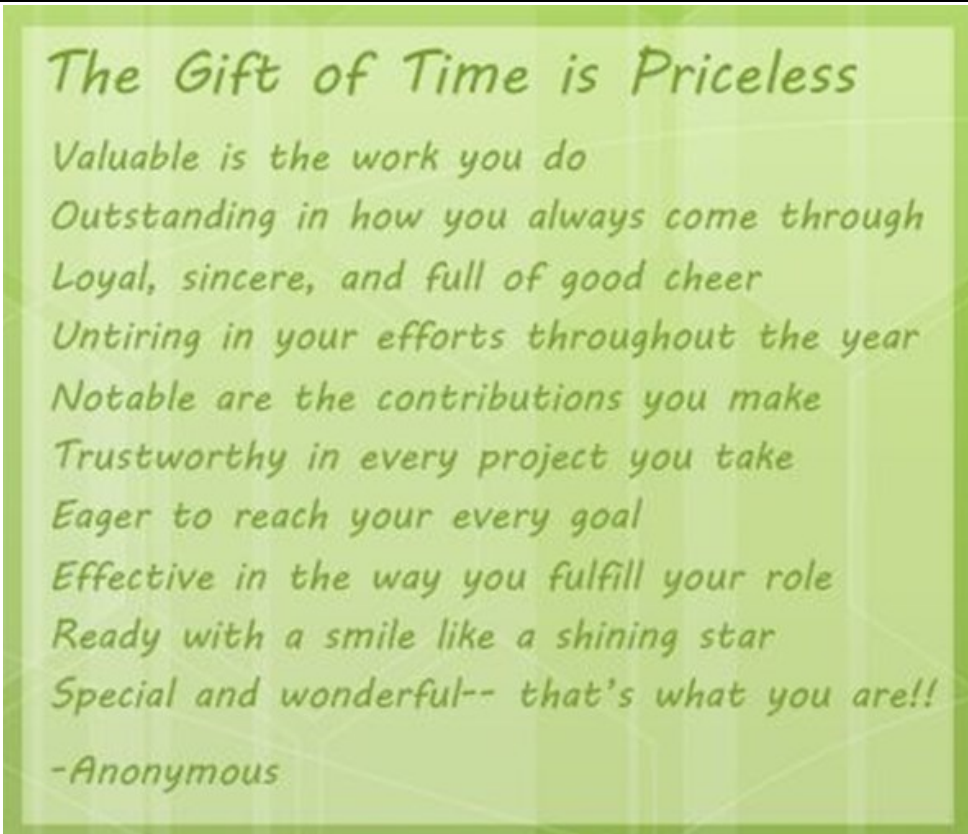 The Gift of Time is Priceless
Valuable is the work you do
Outstanding in how you always come through
Loyal, sincere, and full of good cheer
Untiring in your efforts throughout the year
Notable are the contributions you make
Trustworthy in every project you take
Eager to reach your every goal
Effective in the way you fulfill your role
Ready with a smile like a shining star
Special and wonderful-- that's what you are!!
-Anonymous